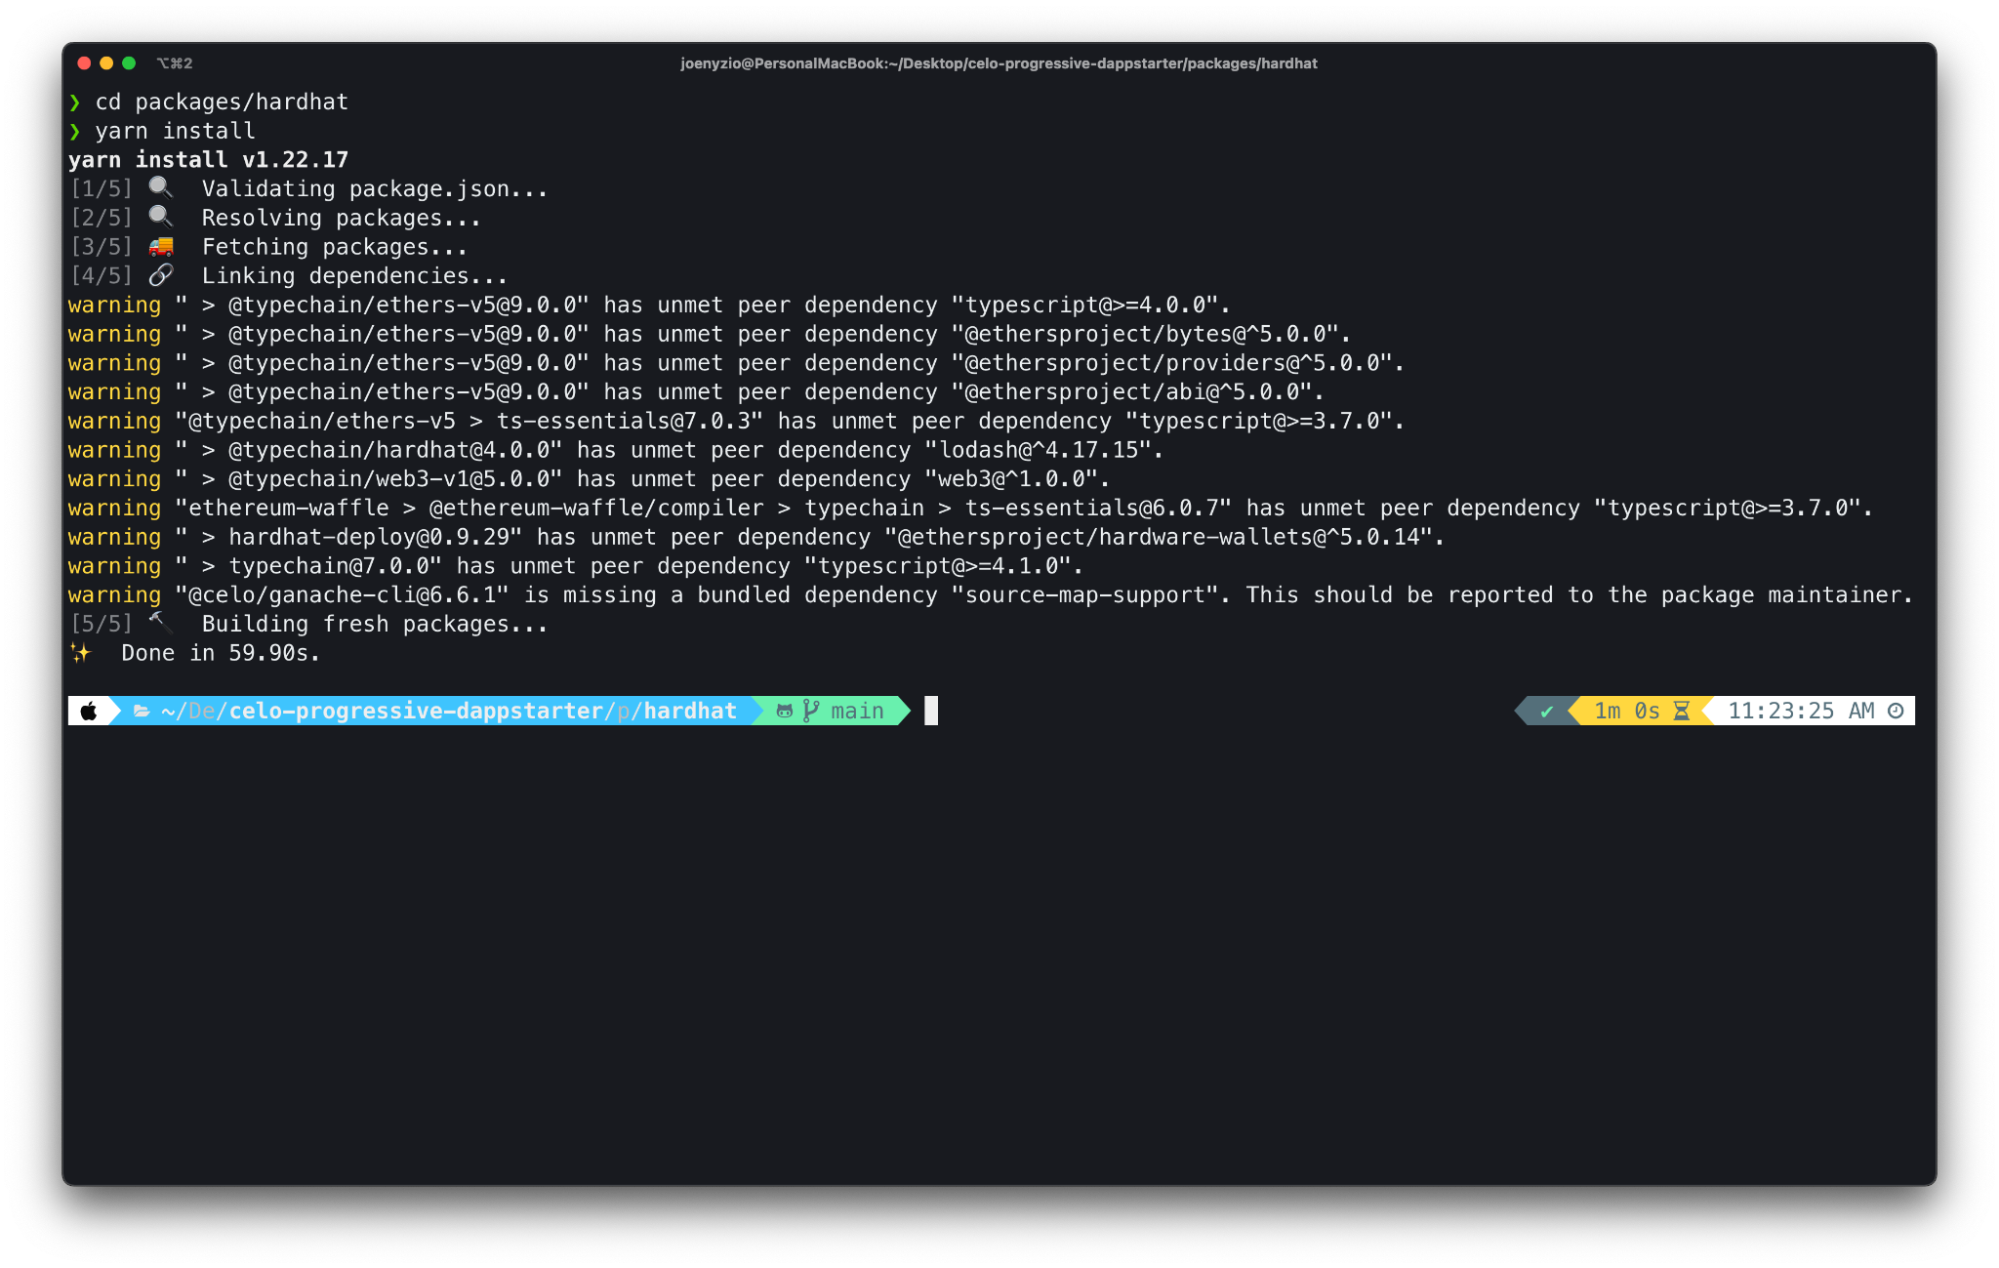 ⌥⌘2
joenyzio@PersonalMacBook:~/Desktop/celo-progressive-dappstarter/packages/hardhat
❯ cd packages/hardhat
❯ yarn install
yarn install v1.22.17
[1/5] 🔍 Validating package.json...
[2/5] 🔍 Resolving packages...
[3/5] 🚚 Fetching packages...
[4/5] 🔗 Linking dependencies...
warning " > @typechain/ethers-v5@9.0.0" has unmet peer dependency "typescript@>=4.0.0".
warning " > @typechain/ethers-v5@9.0.0" has unmet peer dependency "@ethersproject/bytes@^5.0.0".
warning " > @typechain/ethers-v5@9.0.0" has unmet peer dependency "@ethersproject/providers@^5.0.0".
warning " > @typechain/ethers-v5@9.0.0" has unmet peer dependency "@ethersproject/abi@^5.0.0".
warning "@typechain/ethers-v5 > ts-essentials@7.0.3" has unmet peer dependency "typescript@>=3.7.0".
warning " > @typechain/hardhat@4.0.0" has unmet peer dependency "lodash@^4.17.15".
warning " > @typechain/web3-v1@5.0.0" has unmet peer dependency "web3@^1.0.0".
warning "ethereum-waffle > @ethereum-waffle/compiler > typechain > ts-essentials@6.0.7" has unmet peer dependency "typescript@>=3.7.0".
warning " > hardhat-deploy@0.9.29" has unmet peer dependency "@ethersproject/hardware-wallets@^5.0.14".
warning " > typechain@7.0.0" has unmet peer dependency "typescript@>=4.1.0".
warning "@celo/ganache-cli@6.6.1" is missing a bundled dependency "source-map-support". This should be reported to the package maintainer.
[5/5] 🔨 Building fresh packages...
✨ Done in 59.90s.
~/De/celo-progressive-dappstarter/p/hardhat main ✔ 1m 0s 11:23:25 AM